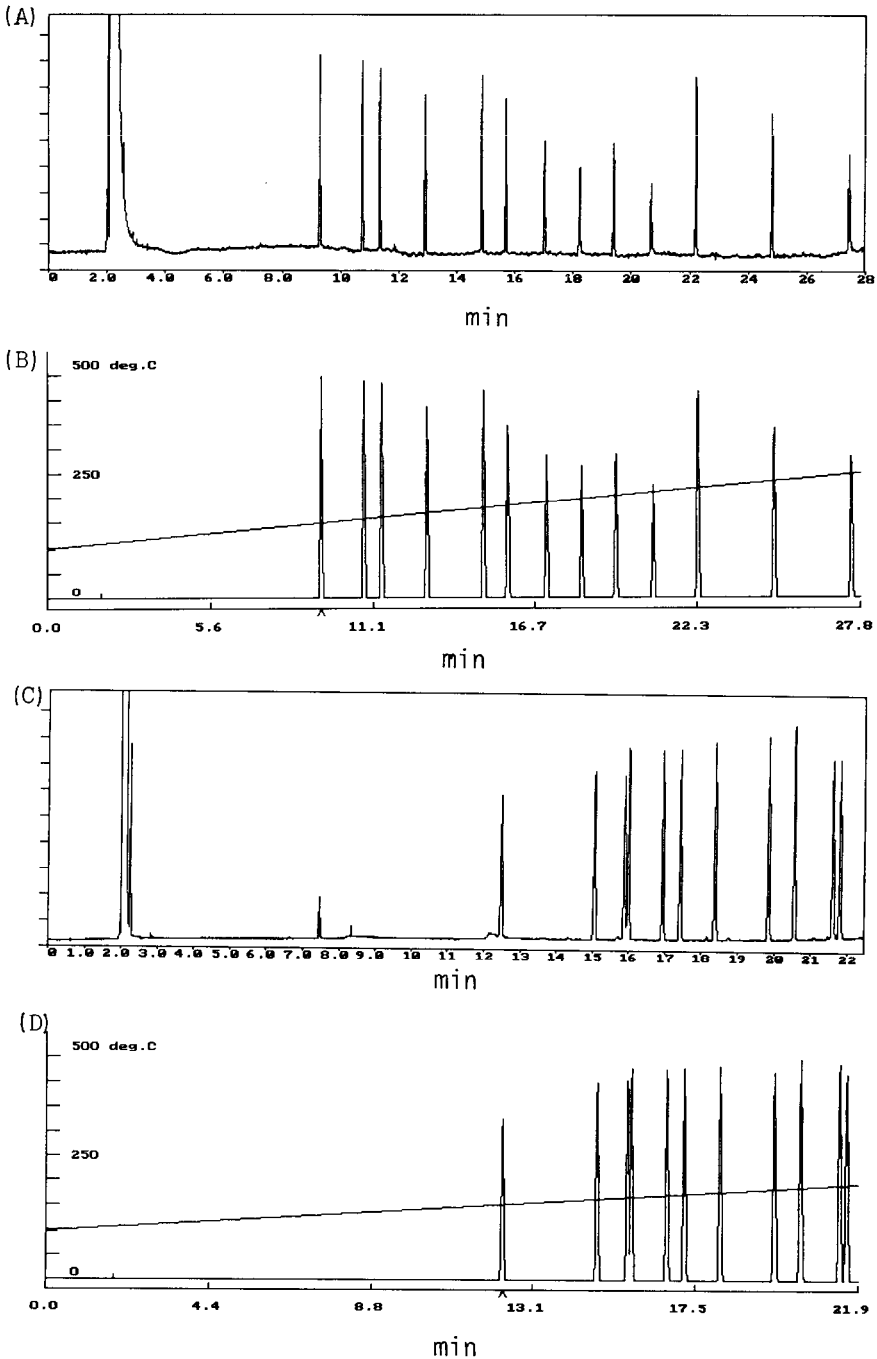 (A)
0 2.0 4.0 6.0 8.0 10 12 14 16 18 20 22 24 26 28
min
(B)
500 deg.C
250
0
0.0 5.6 11.1 16.7 22.3 27.8
^
min
(C)
0 1.0 2.0 3.0 4.0 5.0 6.0 7.0 8.0 9.0 10 11 12 13 14 15 16 17 18 19 20 21 22
min
(D)
500 deg.C
250
0
0.0 4.4 8.8 13.1 17.5 21.9
^
min